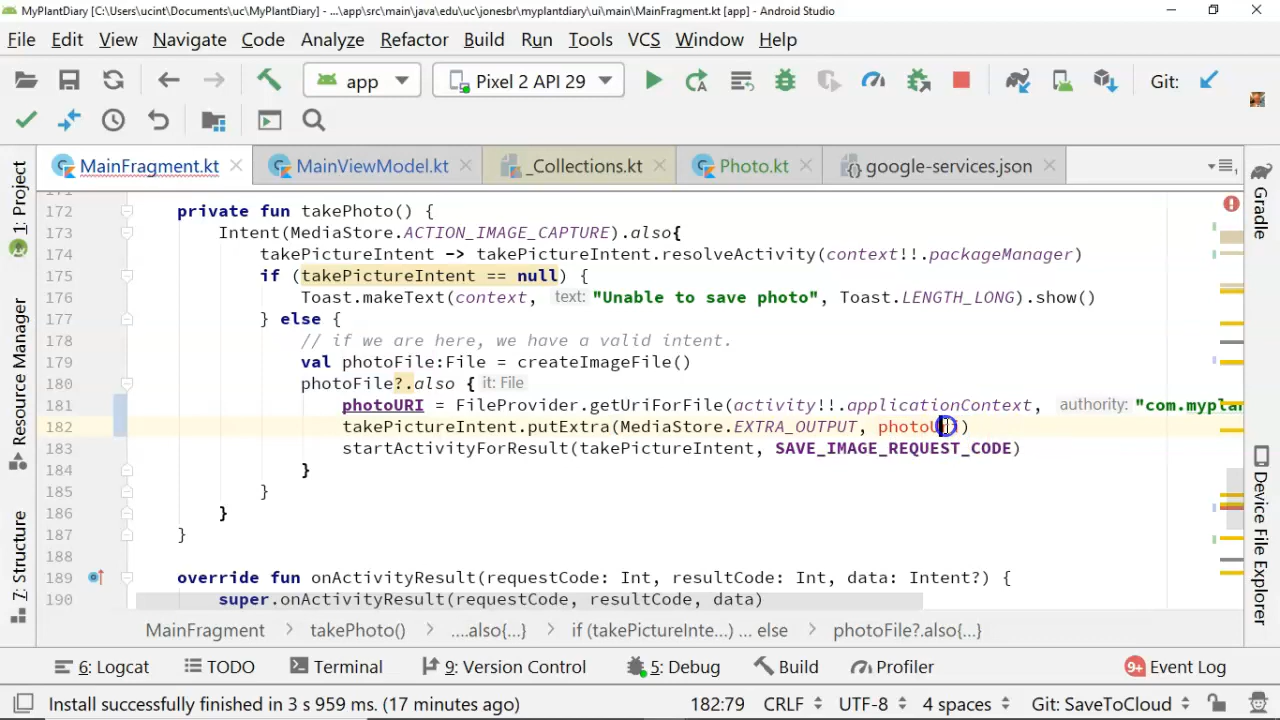 MyPlantDiary [C:\Users\ucint\Documents\uc\MyPlantDiary] - ...\app\src\main\java\edu\uc\jonesbr\myplantdiary\ui\main\MainFragment.kt [app] - Android Studio
File Edit View Navigate Code Analyze Refactor Build Run Tools VCS Window Help
app Pixel 2 API 29 Git:
MainFragment.kt MainViewModel.kt _Collections.kt Photo.kt google-services.json
1: Project
Resource Manager
7: Structure
Gradle
Device File Explorer
171
172 private fun takePhoto() {
173 Intent(MediaStore.ACTION_IMAGE_CAPTURE).also{
174 takePictureIntent -> takePictureIntent.resolveActivity(context!!.packageManager)
175 if (takePictureIntent == null) {
176 Toast.makeText(context, text: "Unable to save photo", Toast.LENGTH_LONG).show()
177 } else {
178 // if we are here, we have a valid intent.
179 val photoFile:File = createImageFile()
180 photoFile?.also { it: File
181 photoURI = FileProvider.getUriForFile(activity!!.applicationContext, authority: "com.myplan
182 takePictureIntent.putExtra(MediaStore.EXTRA_OUTPUT, photoUri)
183 startActivityForResult(takePictureIntent, SAVE_IMAGE_REQUEST_CODE)
184 }
185 }
186 }
187 }
188
189 override fun onActivityResult(requestCode: Int, resultCode: Int, data: Intent?) {
190 super.onActivityResult(requestCode, resultCode, data)
MainFragment > takePhoto() > ....also{...} > if (takePictureInte...) ... else > photoFile?.also{...}
6: Logcat TODO Terminal 9: Version Control 5: Debug Build Profiler 9+ Event Log
Install successfully finished in 3 s 959 ms. (17 minutes ago) 182:79 CRLF UTF-8 4 spaces Git: SaveToCloud